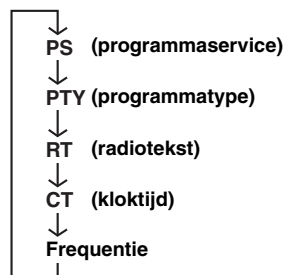 PS (programmaservice)
PTY (programmatype)
RT (radiotekst)
CT (kloktijd)
Frequentie